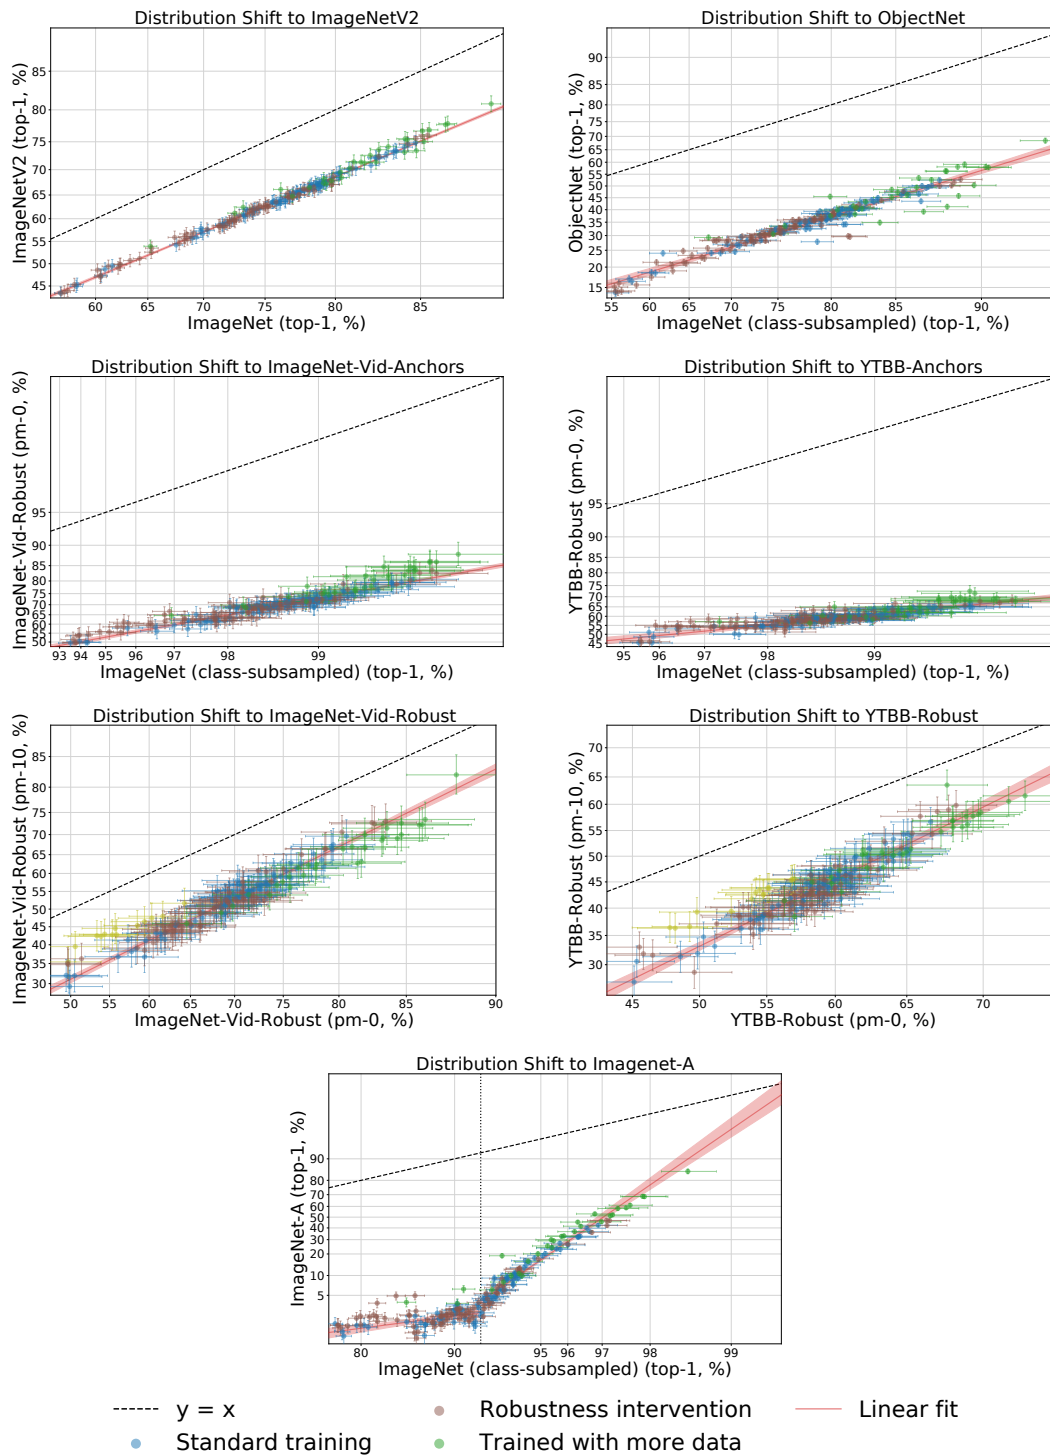 Distribution Shift to ImageNetV2
ImageNetV2 (top-1, %)
85
80
75
70
65
60
55
50
45
60 65 70 75 80 85
ImageNet (top-1, %)
Distribution Shift to ObjectNet
ObjectNet (top-1, %)
90
85
80
75
70
65
60
55
50
45
40
35
30
25
20
15
55 60 65 70 75 80 85 90
ImageNet (class-subsampled) (top-1, %)
Distribution Shift to ImageNet-Vid-Anchors
ImageNet-Vid-Robust (pm-0, %)
95
90
85
80
75
70
65
60
55
50
93 94 95 96 97 98 99
ImageNet (class-subsampled) (top-1, %)
Distribution Shift to YTBB-Anchors
YTBB-Robust (pm-0, %)
95
90
85
80
75
70
65
60
55
50
45
95 96 97 98 99
ImageNet (class-subsampled) (top-1, %)
Distribution Shift to ImageNet-Vid-Robust
ImageNet-Vid-Robust (pm-10, %)
85
80
75
70
65
60
55
50
45
40
35
30
50 55 60 65 70 75 80 85 90
ImageNet-Vid-Robust (pm-0, %)
Distribution Shift to YTBB-Robust
YTBB-Robust (pm-10, %)
70
65
60
55
50
45
40
35
30
45 50 55 60 65 70
YTBB-Robust (pm-0, %)
Distribution Shift to Imagenet-A
ImageNet-A (top-1, %)
90
80
70
60
50
40
30
20
10
5
80 90 95 96 97 98 99
ImageNet (class-subsampled) (top-1, %)
y = x Robustness intervention Linear fit
Standard training Trained with more data